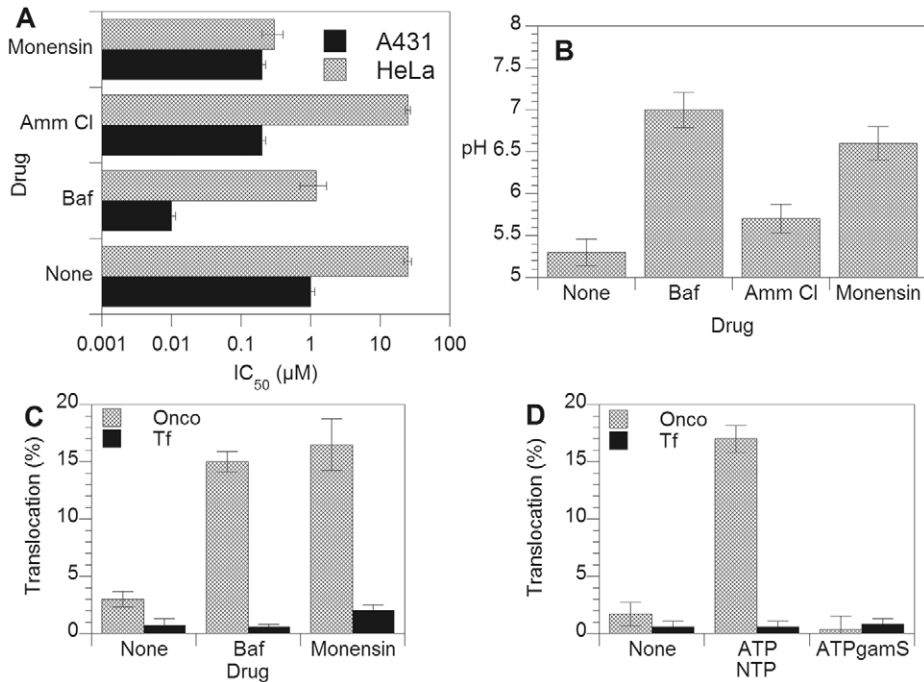 A
Monensin
Amm Cl
Baf
None
Drug
A431
HeLa
0.001 0.01 0.1 1 10 100
IC50 (µM)
B
8
7.5
7
6.5
6
5.5
5
pH
None Baf Amm Cl Monensin
Drug
C
20
15
10
5
0
Translocation (%)
Onco
Tf
None Baf Monensin
Drug
D
20
15
10
5
0
Translocation (%)
Onco
Tf
None ATP ATPgamS
NTP